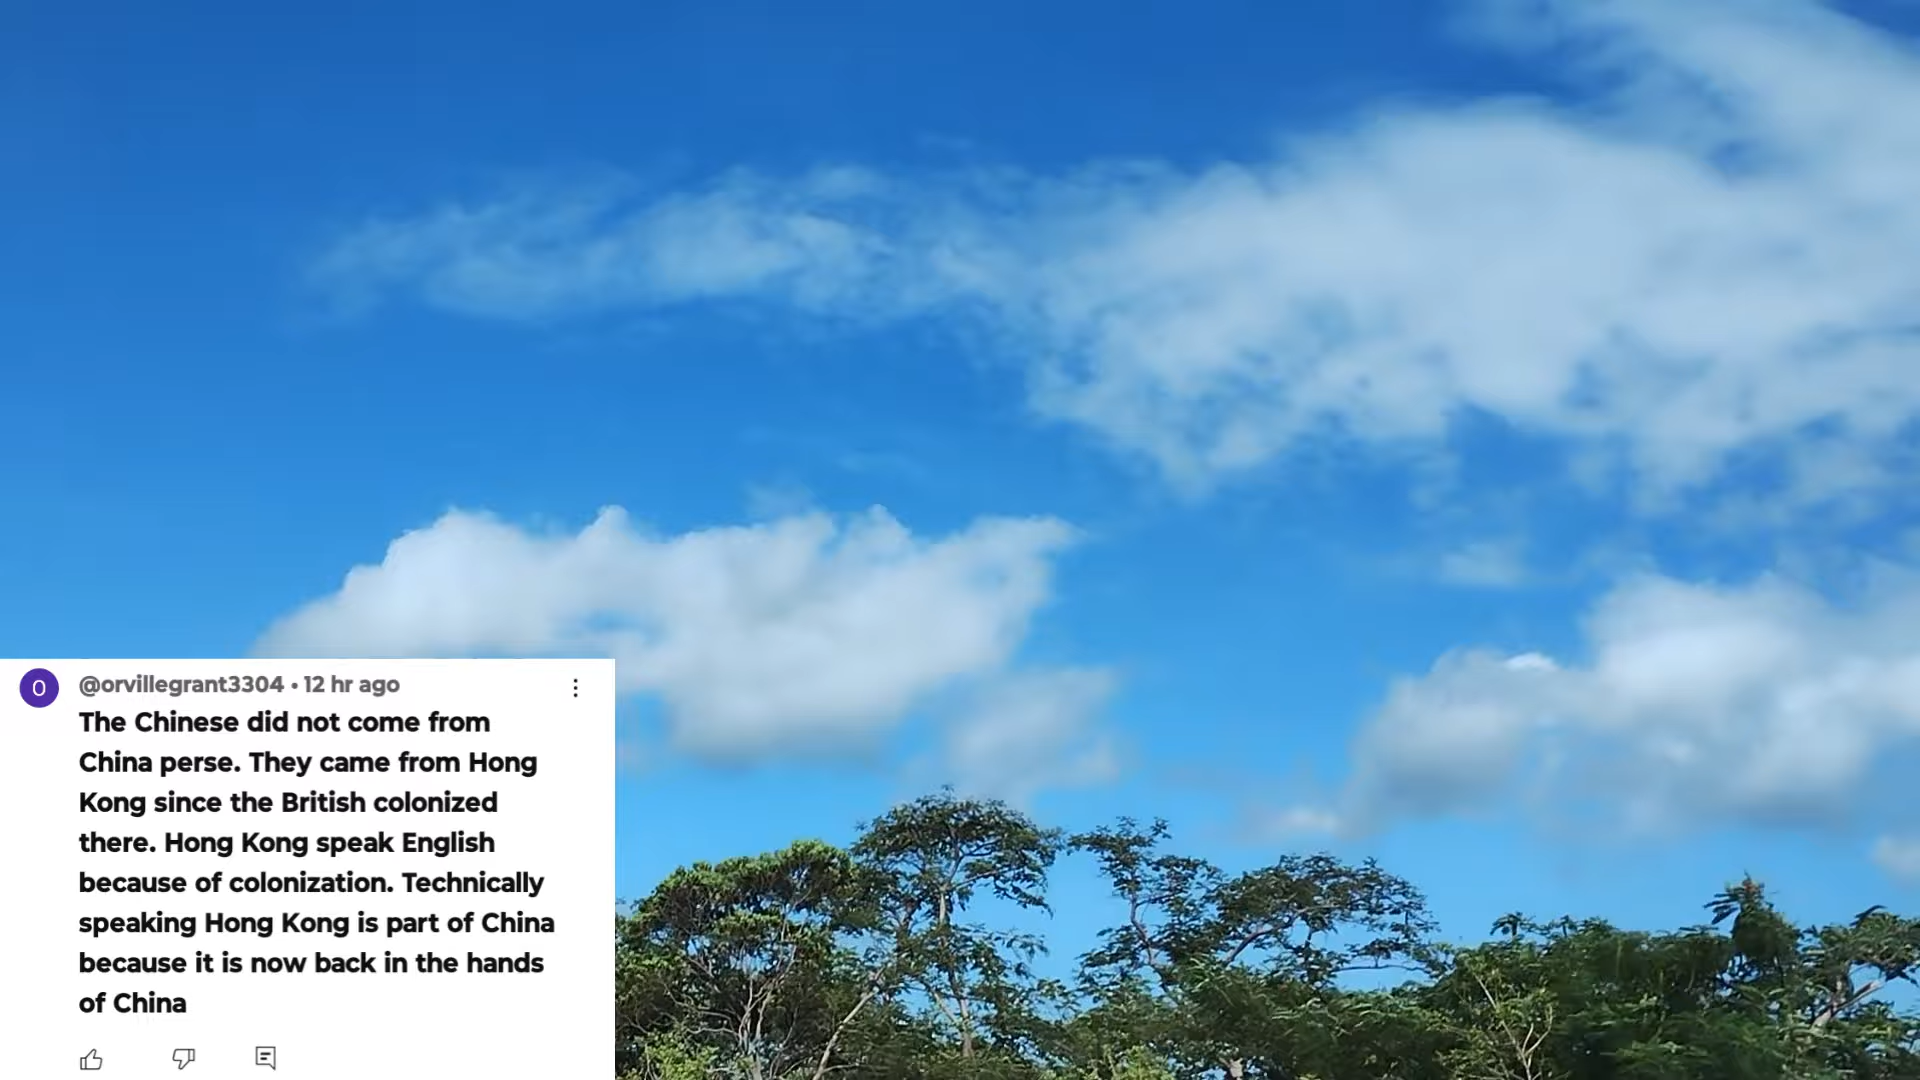 O
@orvillegrant3304 • 12 hr ago
The Chinese did not come from
China perse. They came from Hong
Kong since the British colonized
there. Hong Kong speak English
because of colonization. Technically
speaking Hong Kong is part of China
because it is now back in the hands
of China